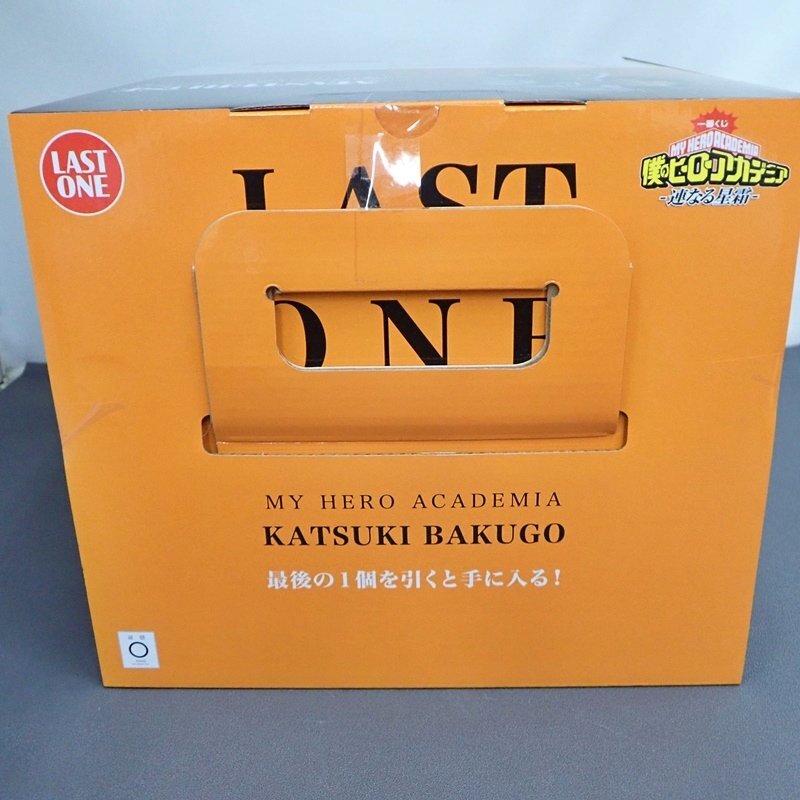 LAST
ONE
一番くじ
MY HERO ACADEMIA
僕のヒーローアカデミア
-連なる星霜-
LAST
ONE
MY HERO ACADEMIA
KATSUKI BAKUGO
最後の1個を引くと手に入る!